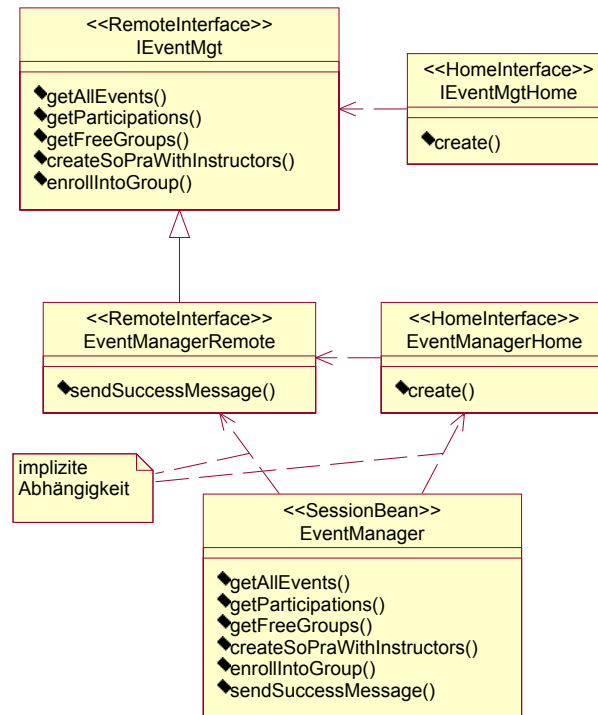 <<RemoteInterface>>
IEventMgt
getAllEvents()
getParticipations()
getFreeGroups()
createSoPraWithInstructors()
enrollIntoGroup()
<<HomeInterface>>
IEventMgtHome
create()
<<RemoteInterface>>
EventManagerRemote
sendSuccessMessage()
<<HomeInterface>>
EventManagerHome
create()
implizite
Abhängigkeit
<<SessionBean>>
EventManager
getAllEvents()
getParticipations()
getFreeGroups()
createSoPraWithInstructors()
enrollIntoGroup()
sendSuccessMessage()